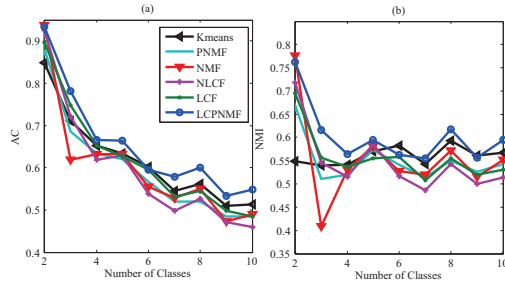 (a)
AC
0.9
0.8
0.7
0.6
0.5
0.4
2 4 6 8 10
Number of Classes
Kmeans
PNMF
NMF
NLCF
LCF
LCPNMF
(b)
NMI
0.8
0.75
0.7
0.65
0.6
0.55
0.5
0.45
0.4
0.35
2 4 6 8 10
Number of Classes